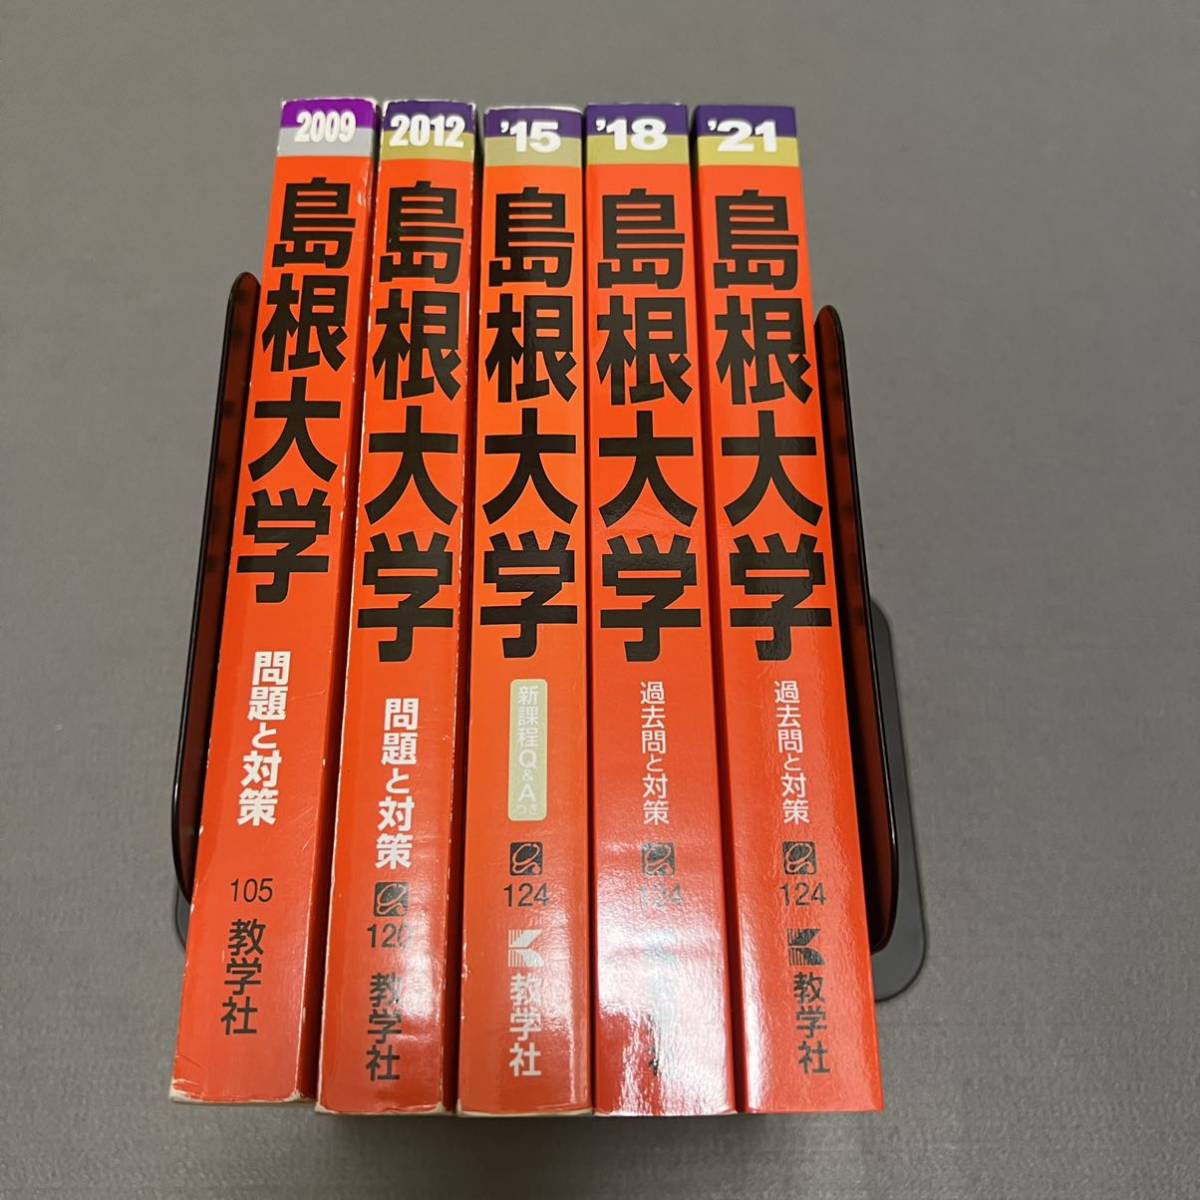 2009
島根大学
問題と対策
105
教学社
2012
島根大学
問題と対策
120
教学社
'15
島根大学
新課程Q&Aつき
124
教学社
'18
島根大学
過去問と対策
124
'21
島根大学
過去問と対策
124
教学社